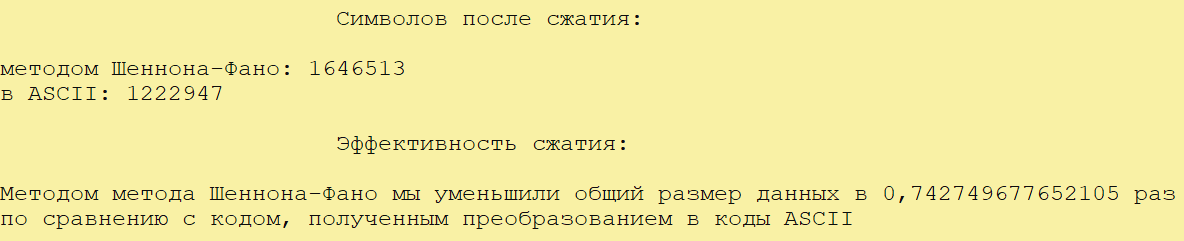 Символов после сжатия:
методом Шеннона-Фано: 1646513
в ASCII: 1222947
Эффективность сжатия:
Методом метода Шеннона-Фано мы уменьшили общий размер данных в 0,742749677652105 раз
по сравнению с кодом, полученным преобразованием в коды ASCII